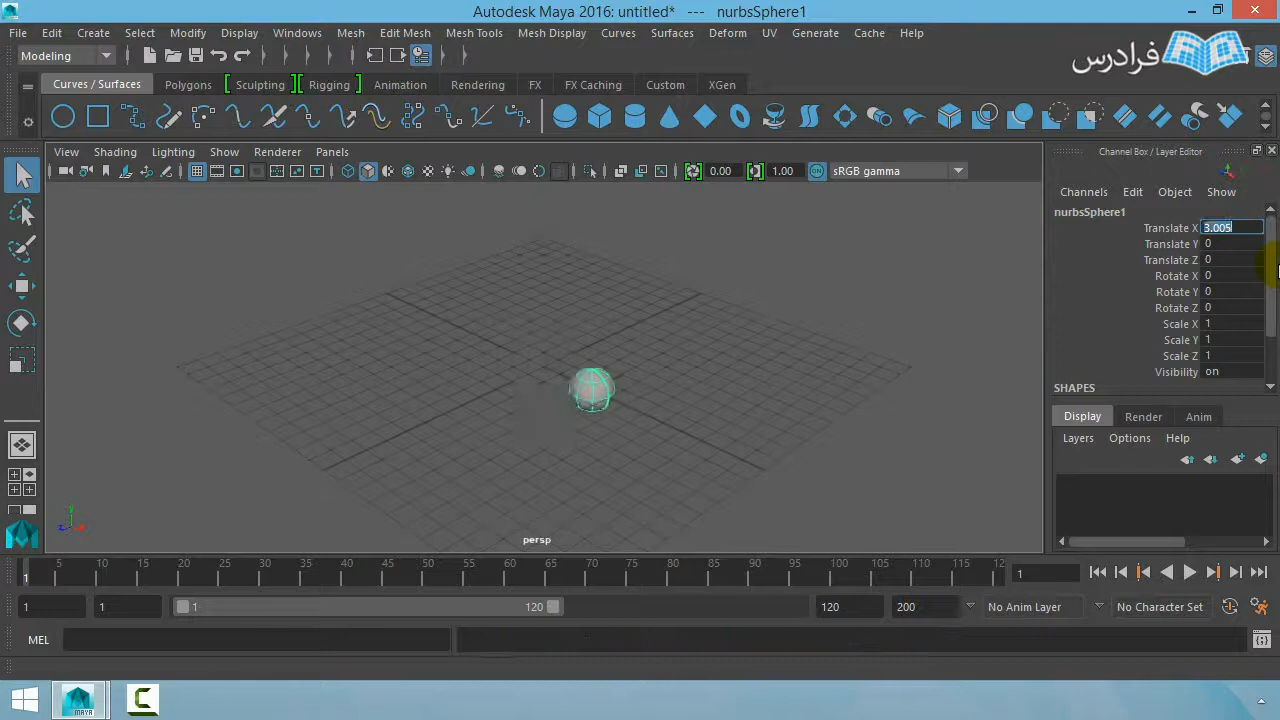 Autodesk Maya 2016: untitled* --- nurbsSphere1
File Edit Create Select Modify Display Windows Mesh Edit Mesh Mesh Tools Mesh Display Curves Surfaces Deform UV Generate Cache Help
Modeling
فرادرس
Curves / Surfaces Polygons Sculpting Rigging Animation Rendering FX FX Caching Custom XGen
View Shading Lighting Show Renderer Panels
0.00 1.00 ON sRGB gamma
Channel Box / Layer Editor
Channels Edit Object Show
nurbsSphere1
Translate X 3.005
Translate Y 0
Translate Z 0
Rotate X 0
Rotate Y 0
Rotate Z 0
Scale X 1
Scale Y 1
Scale Z 1
Visibility on
SHAPES
Display Render Anim
Layers Options Help
y
z x
persp
1 5 10 15 20 25 30 35 40 45 50 55 60 65 70 75 80 85 90 95 100 105 110 115 12
1
1 1 1 120 120 200 No Anim Layer No Character Set
MEL
MAYA